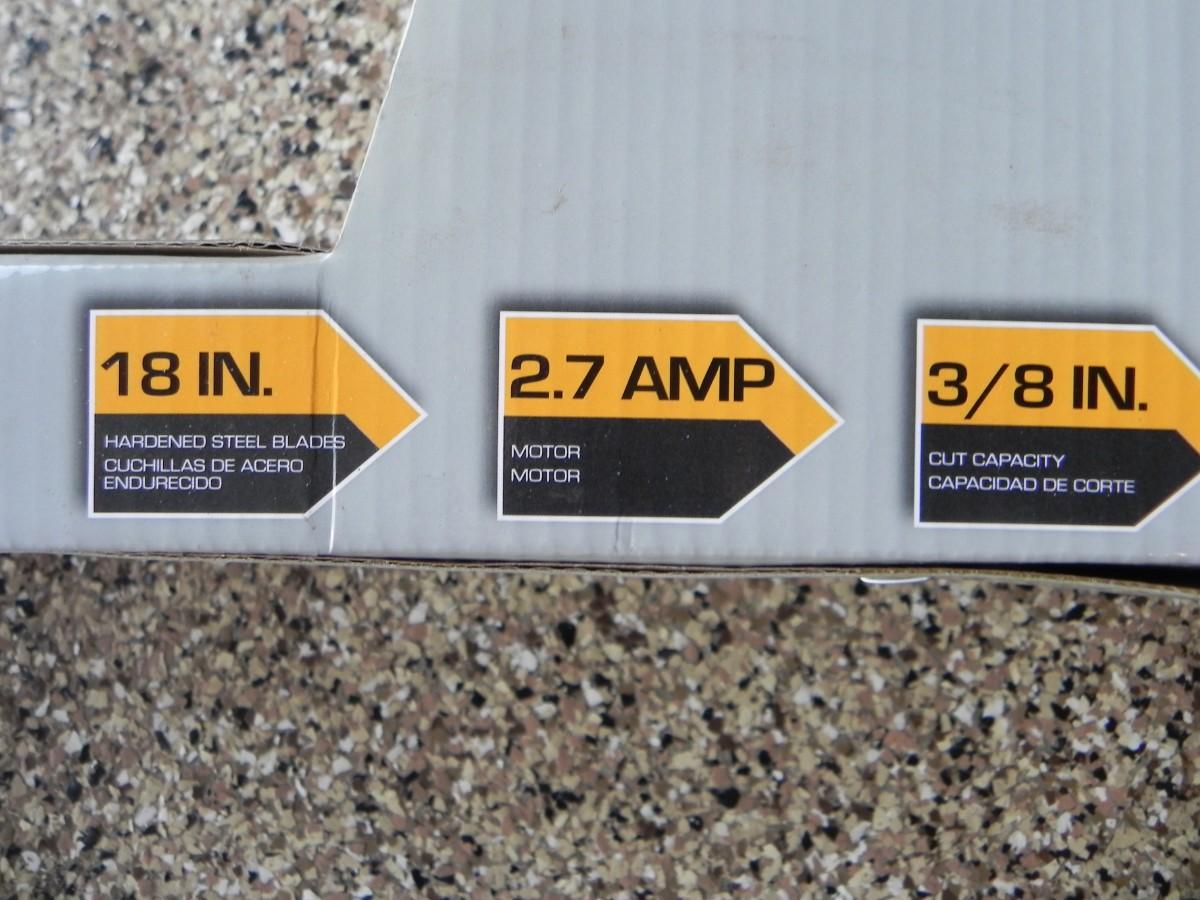 18 IN.
HARDENED STEEL BLADES
CUCHILLAS DE ACERO
ENDURECIDO
2.7 AMP
MOTOR
MOTOR
3/8 IN.
CUT CAPACITY
CAPACIDAD DE CORTE